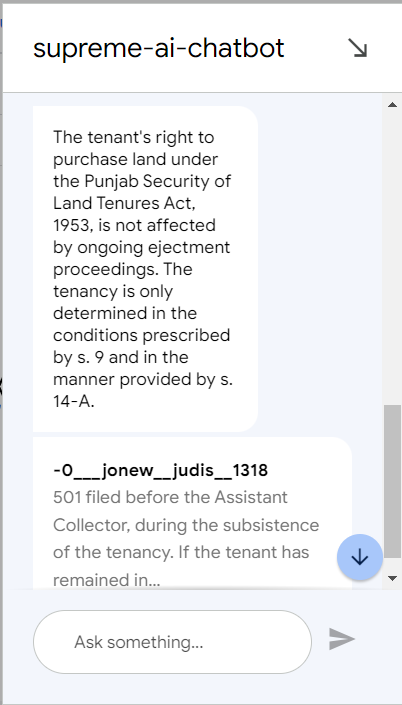 supreme-ai-chatbot
The tenant's right to
purchase land under
the Punjab Security of
Land Tenures Act,
1953, is not affected
by ongoing ejectment
proceedings. The
tenancy is only
determined in the
conditions prescribed
by s. 9 and in the
manner provided by s.
14-A.
-0___jonew__judis__1318
501 filed before the Assistant
Collector, during the subsistence
of the tenancy. If the tenant has
remained in...
Ask something...